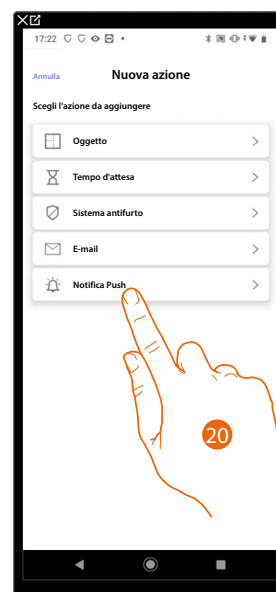 17:22
Annulla Nuova azione
Scegli l'azione da aggiungere
Oggetto
Tempo d'attesa
Sistema antifurto
E-mail
Notifica Push
20